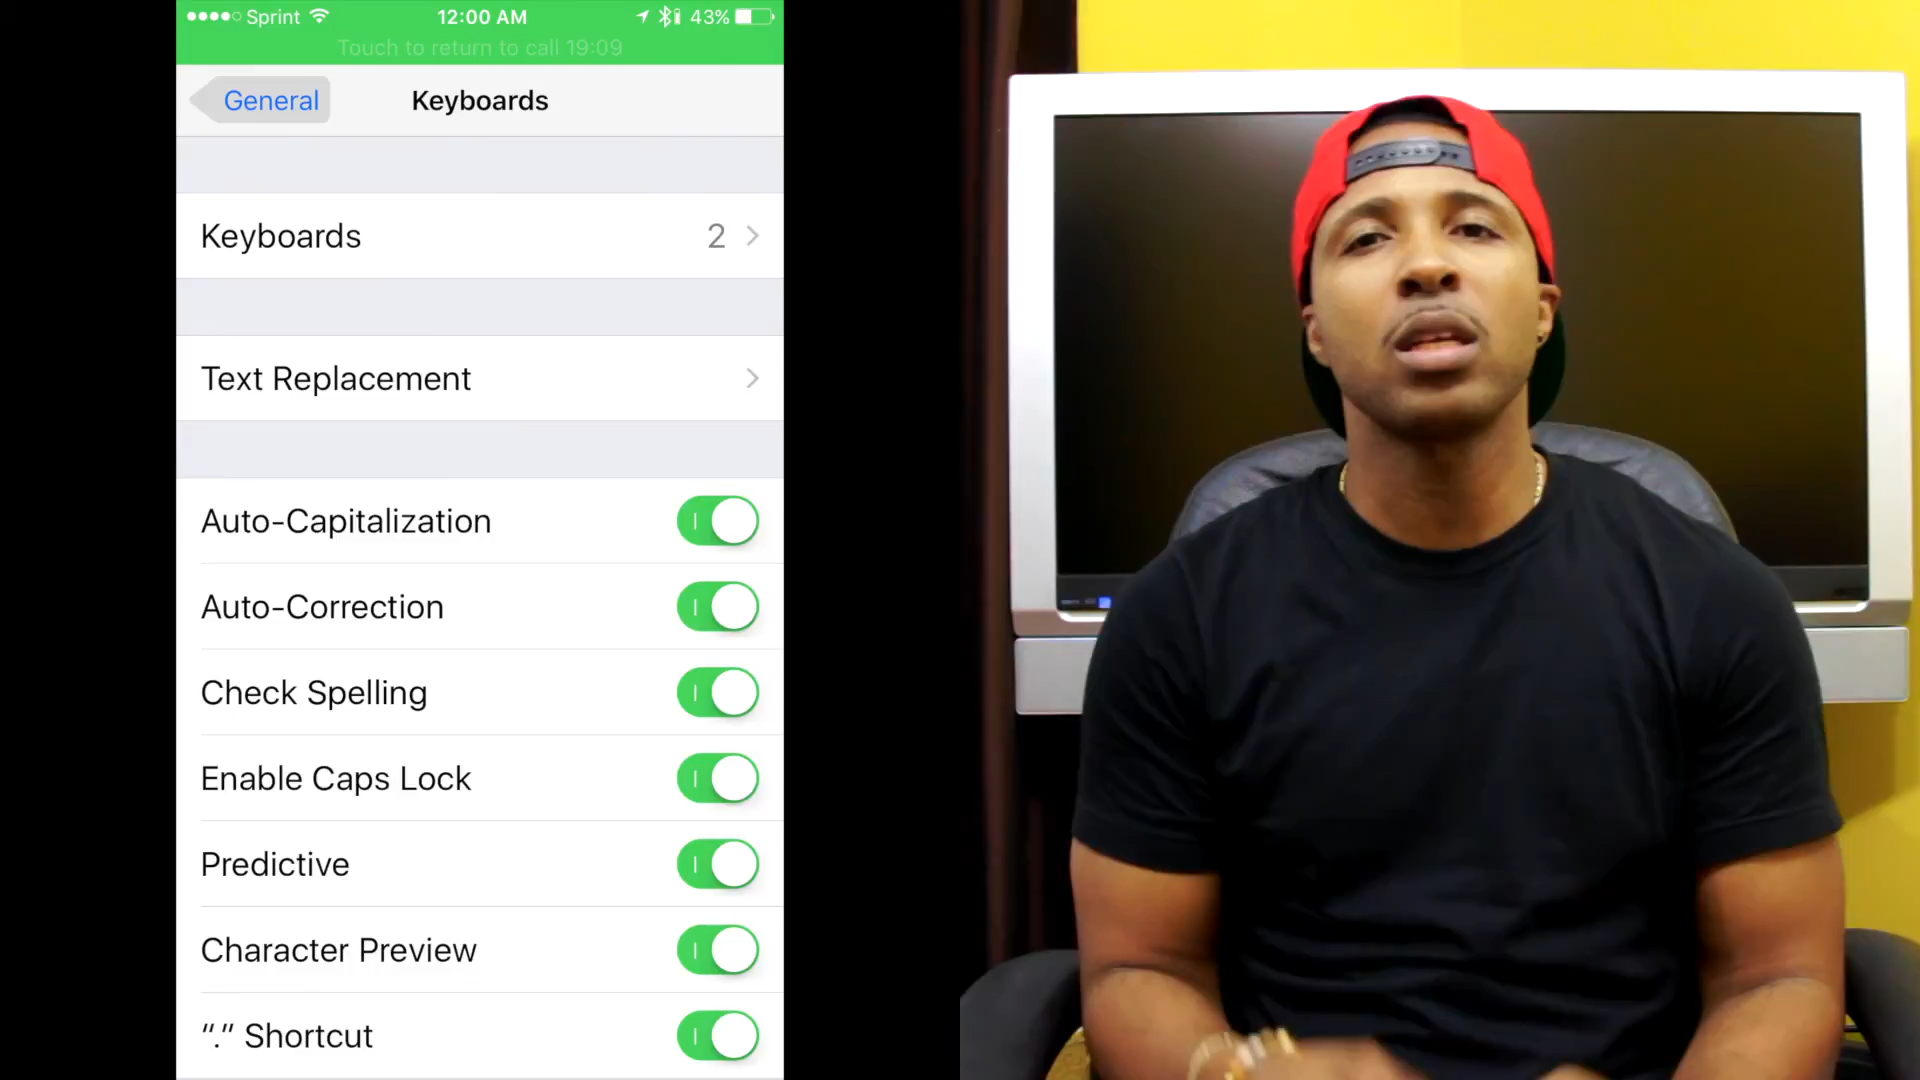 Sprint 12:00 AM 43%
Touch to return to call 19:09
General Keyboards
Keyboards 2
Text Replacement
Auto-Capitalization
Auto-Correction
Check Spelling
Enable Caps Lock
Predictive
Character Preview
“.” Shortcut